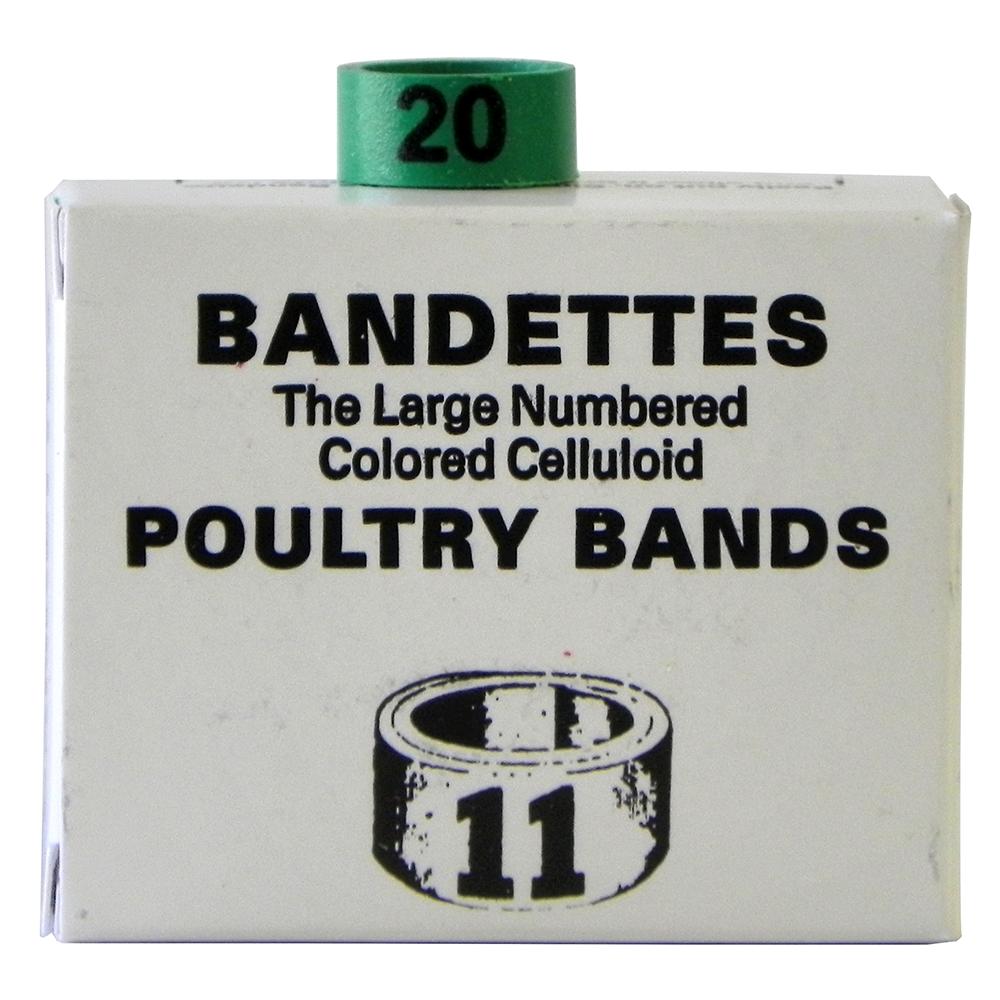 20
BANDETTES
The Large Numbered
Colored Celluloid
POULTRY BANDS
11